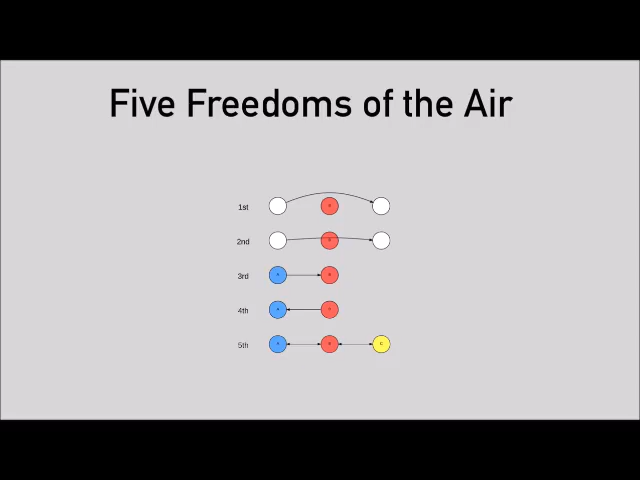 Five Freedoms of the Air
1st
2nd
3rd
4th
5th